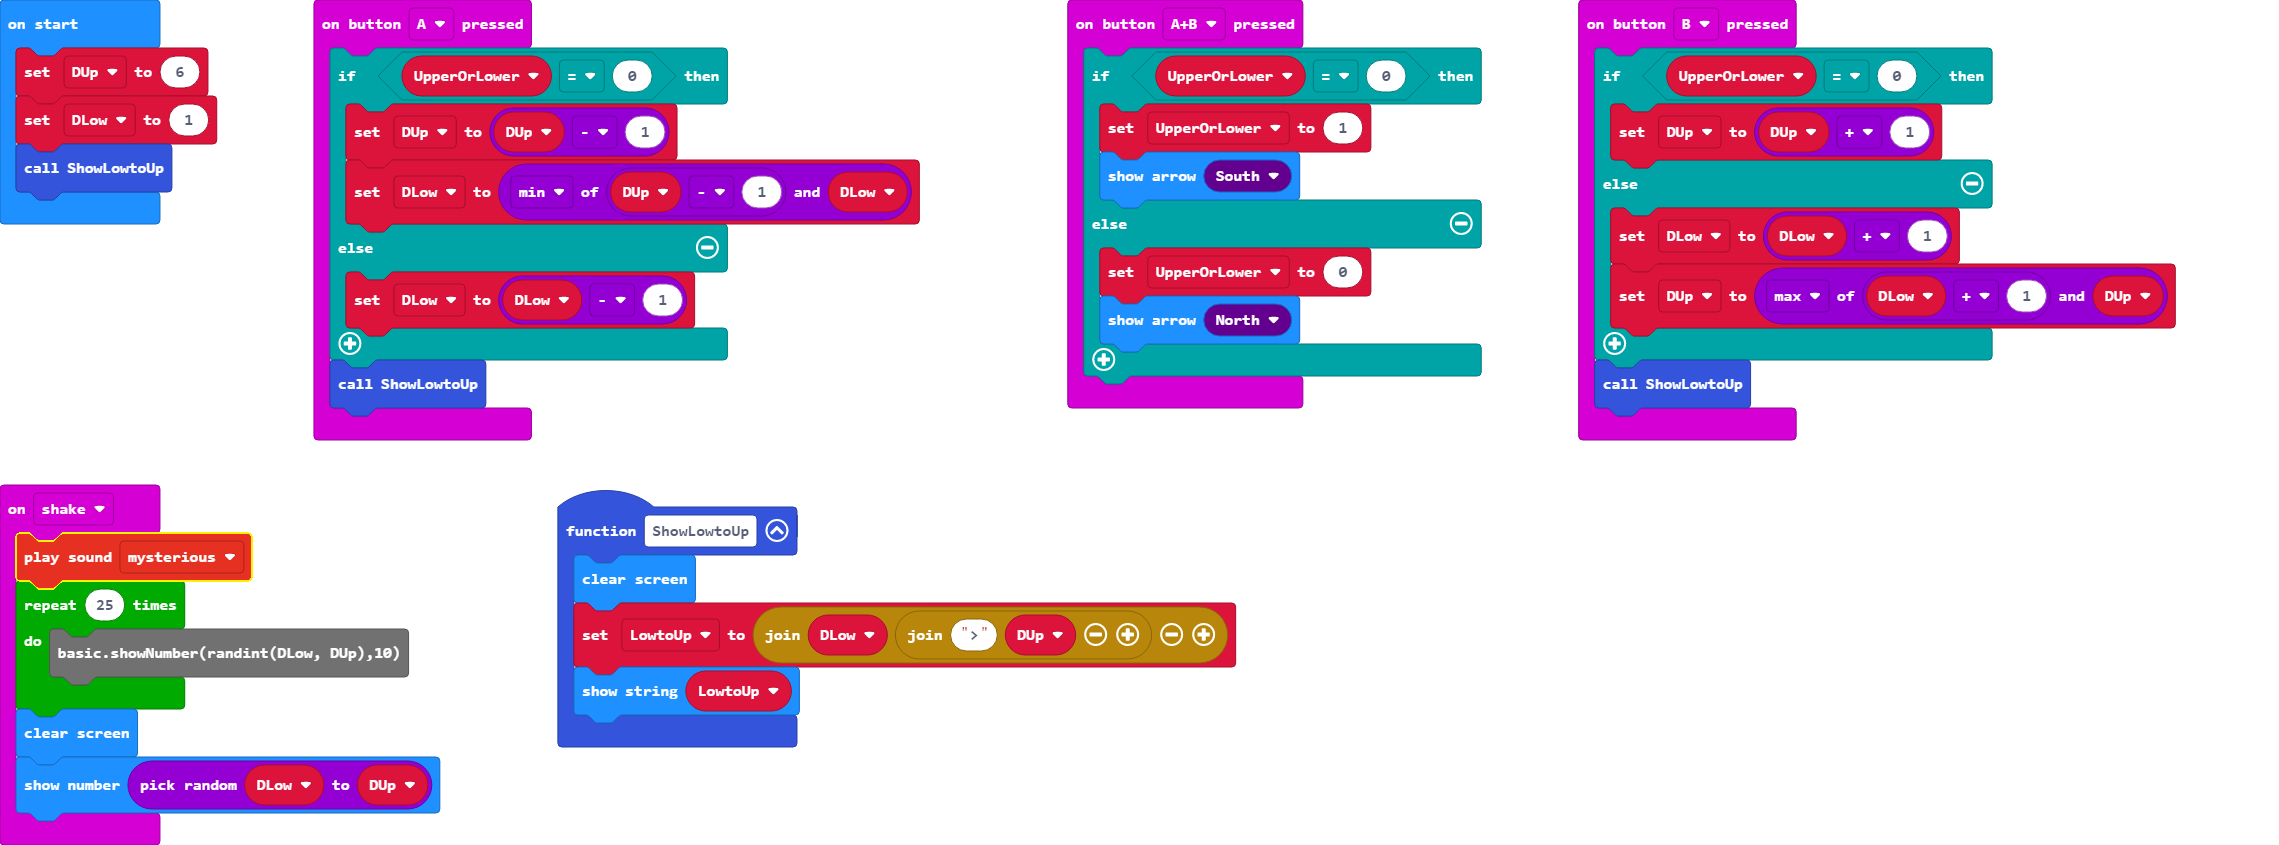 on start
set DUp to 6
set DLow to 1
call ShowLowtoUp
on button A pressed
if UpperOrLower = 0 then
set DUp to DUp - 1
set DLow to min of DUp - 1 and DLow
else
set DLow to DLow - 1
call ShowLowtoUp
on button A+B pressed
if UpperOrLower = 0 then
set UpperOrLower to 1
show arrow South
else
set UpperOrLower to 0
show arrow North
on button B pressed
if UpperOrLower = 0 then
set DUp to DUp + 1
else
set DLow to DLow + 1
set DUp to max of DLow + 1 and DUp
call ShowLowtoUp
on shake
play sound mysterious
repeat 25 times
do basic.showNumber(randint(DLow, DUp),10)
clear screen
show number pick random DLow to DUp
function ShowLowtoUp
clear screen
set LowtoUp to join DLow join ">" DUp
show string LowtoUp